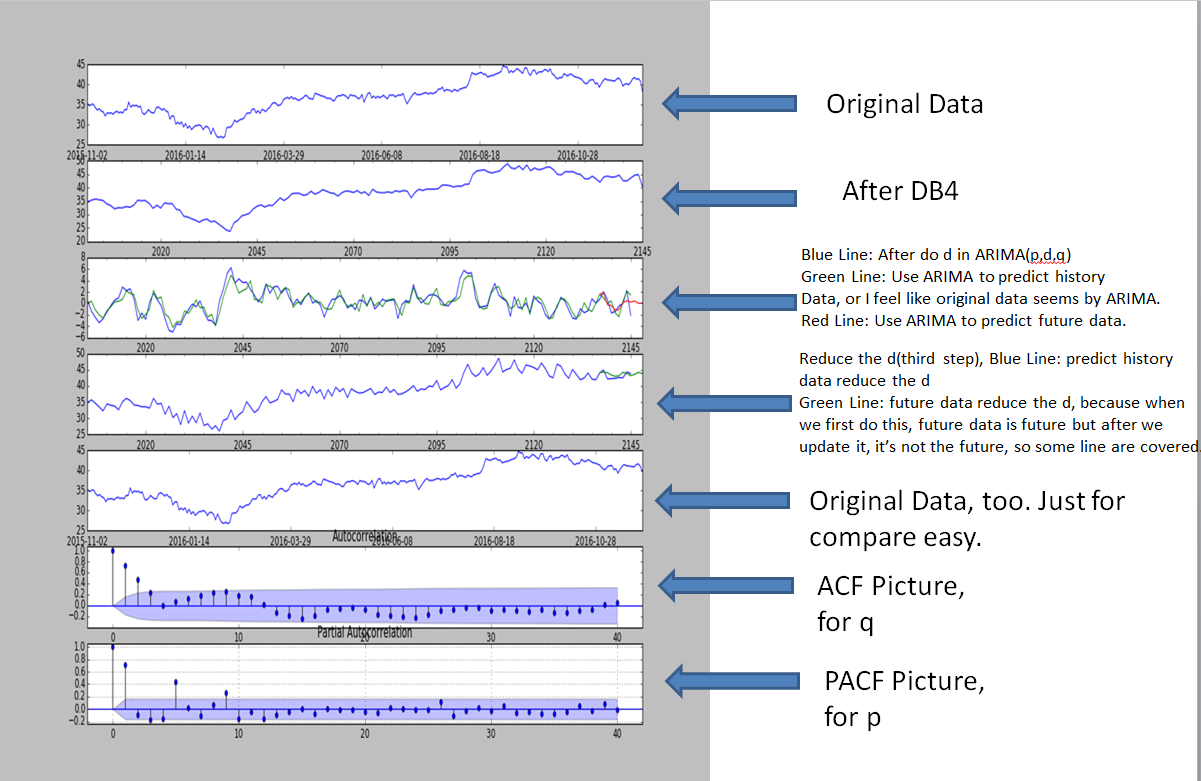 45
40
35
30
25
2015-11-02 2016-01-14 2016-03-29 2016-06-08 2016-08-18 2016-10-28
Original Data
50
45
40
35
30
25
20
2020 2045 2070 2095 2120 2145
After DB4
8
6
4
2
0
−2
−4
−6
2020 2045 2070 2095 2120 2145
Blue Line: After do d in ARIMA(p,d,q)
Green Line: Use ARIMA to predict history
Data, or I feel like original data seems by ARIMA.
Red Line: Use ARIMA to predict future data.
50
45
40
35
30
25
2020 2045 2070 2095 2120 2145
Reduce the d(third step), Blue Line: predict history
data reduce the d
Green Line: future data reduce the d, because when
we first do this, future data is future but after we
update it, it’s not the future, so some line are covered.
45
40
35
30
25
2015-11-02 2016-01-14 2016-03-29 2016-06-08 2016-08-18 2016-10-28
Original Data, too. Just for
compare easy.
Autocorrelation
1.0
0.8
0.6
0.4
0.2
0.0
−0.2
0 10 20 30 40
ACF Picture,
for q
Partial Autocorrelation
1.0
0.8
0.6
0.4
0.2
0.0
−0.2
0 10 20 30 40
PACF Picture,
for p